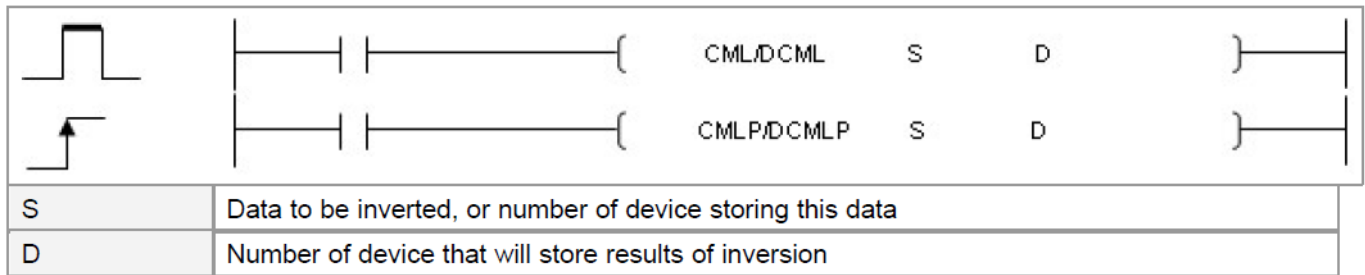 CML/DCML S D
CMLP/DCMLP S D
S Data to be inverted, or number of device storing this data
D Number of device that will store results of inversion